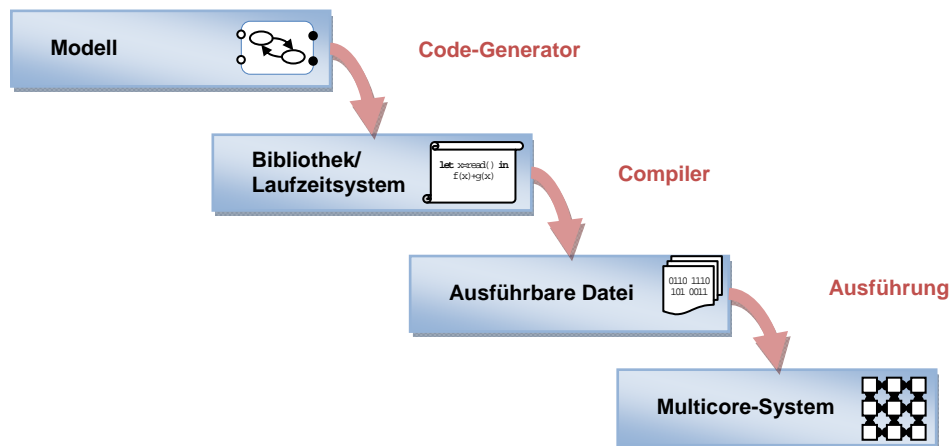 Modell
Code-Generator
Bibliothek/
Laufzeitsystem
let x=read() in
f(x)+g(x)
Compiler
Ausführbare Datei
0110 1110
101 0011
Ausführung
Multicore-System